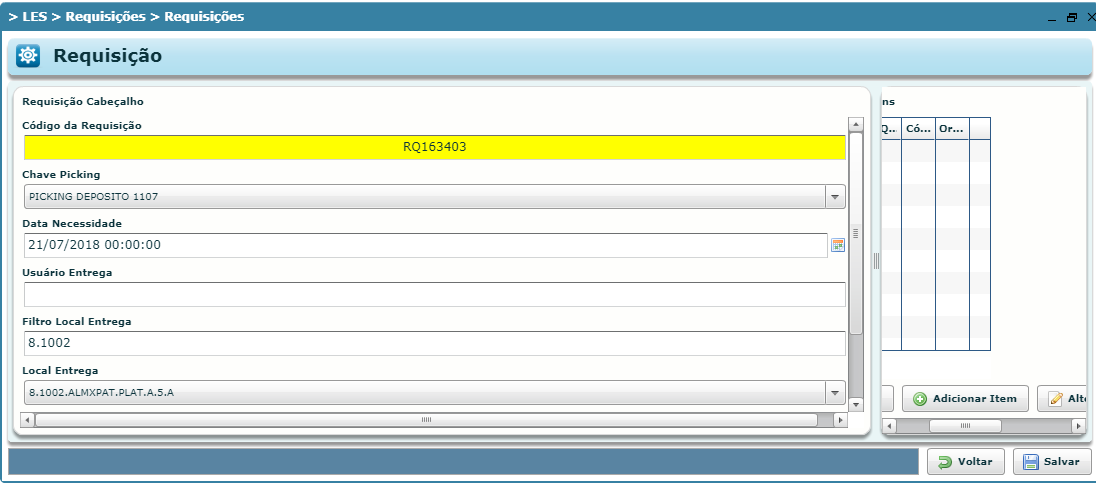 > LES > Requisições > Requisições
Requisição
Requisição Cabeçalho
Código da Requisição
RQ163403
Chave Picking
PICKING DEPOSITO 1107
Data Necessidade
21/07/2018 00:00:00
Usuário Entrega
Filtro Local Entrega
8.1002
Local Entrega
8.1002.ALMXPAT.PLAT.A.5.A
ns
Q... Có... Or...
Adicionar Item
Alte
Voltar
Salvar